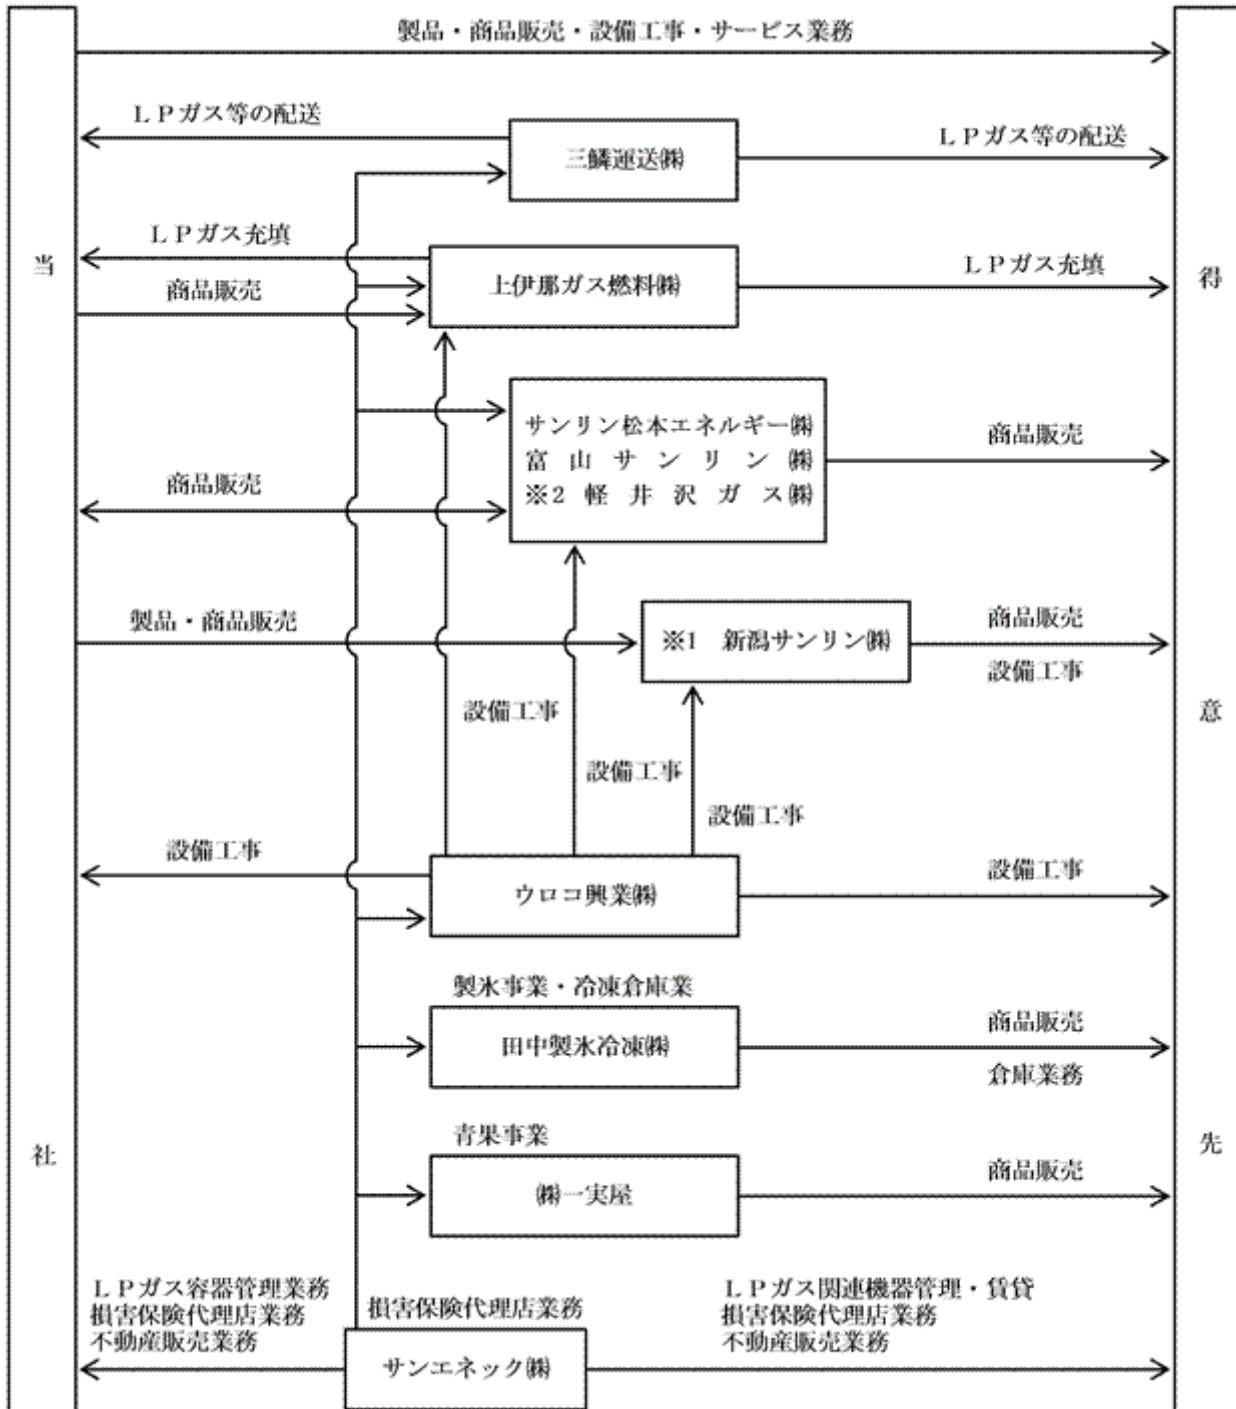 製品・商品販売・設備工事・サービス業務
ＬＰガス等の配送
三鱗運送㈱
ＬＰガス等の配送
ＬＰガス充填
商品販売
上伊那ガス燃料㈱
ＬＰガス充填
当
得
サンリン松本エネルギー㈱
富山サンリン㈱
※2 軽井沢ガス㈱
商品販売
商品販売
製品・商品販売
※1　新潟サンリン㈱
商品販売
設備工事
意
設備工事
設備工事
設備工事
設備工事
ウロコ興業㈱
設備工事
製氷事業・冷凍倉庫業
田中製氷冷凍㈱
商品販売
倉庫業務
青果事業
㈱一実屋
商品販売
社
先
ＬＰガス容器管理業務
損害保険代理店業務
不動産販売業務
損害保険代理店業務
サンエネック㈱
ＬＰガス関連機器管理・賃貸
損害保険代理店業務
不動産販売業務